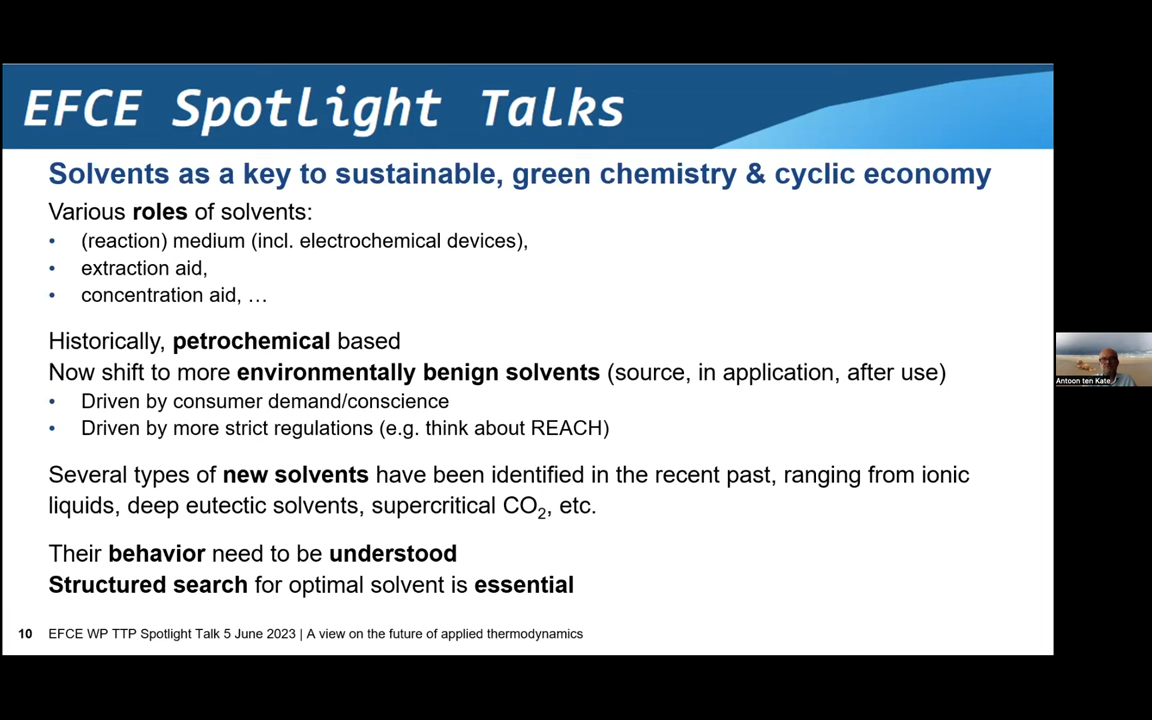 EFCE Spotlight Talks
Solvents as a key to sustainable, green chemistry & cyclic economy
Various roles of solvents:
• (reaction) medium (incl. electrochemical devices),
• extraction aid,
• concentration aid, …
Historically, petrochemical based
Now shift to more environmentally benign solvents (source, in application, after use)
• Driven by consumer demand/conscience
• Driven by more strict regulations (e.g. think about REACH)
Several types of new solvents have been identified in the recent past, ranging from ionic
liquids, deep eutectic solvents, supercritical CO₂, etc.
Their behavior need to be understood
Structured search for optimal solvent is essential
10 EFCE WP TTP Spotlight Talk 5 June 2023 | A view on the future of applied thermodynamics
Antoon ten Kate